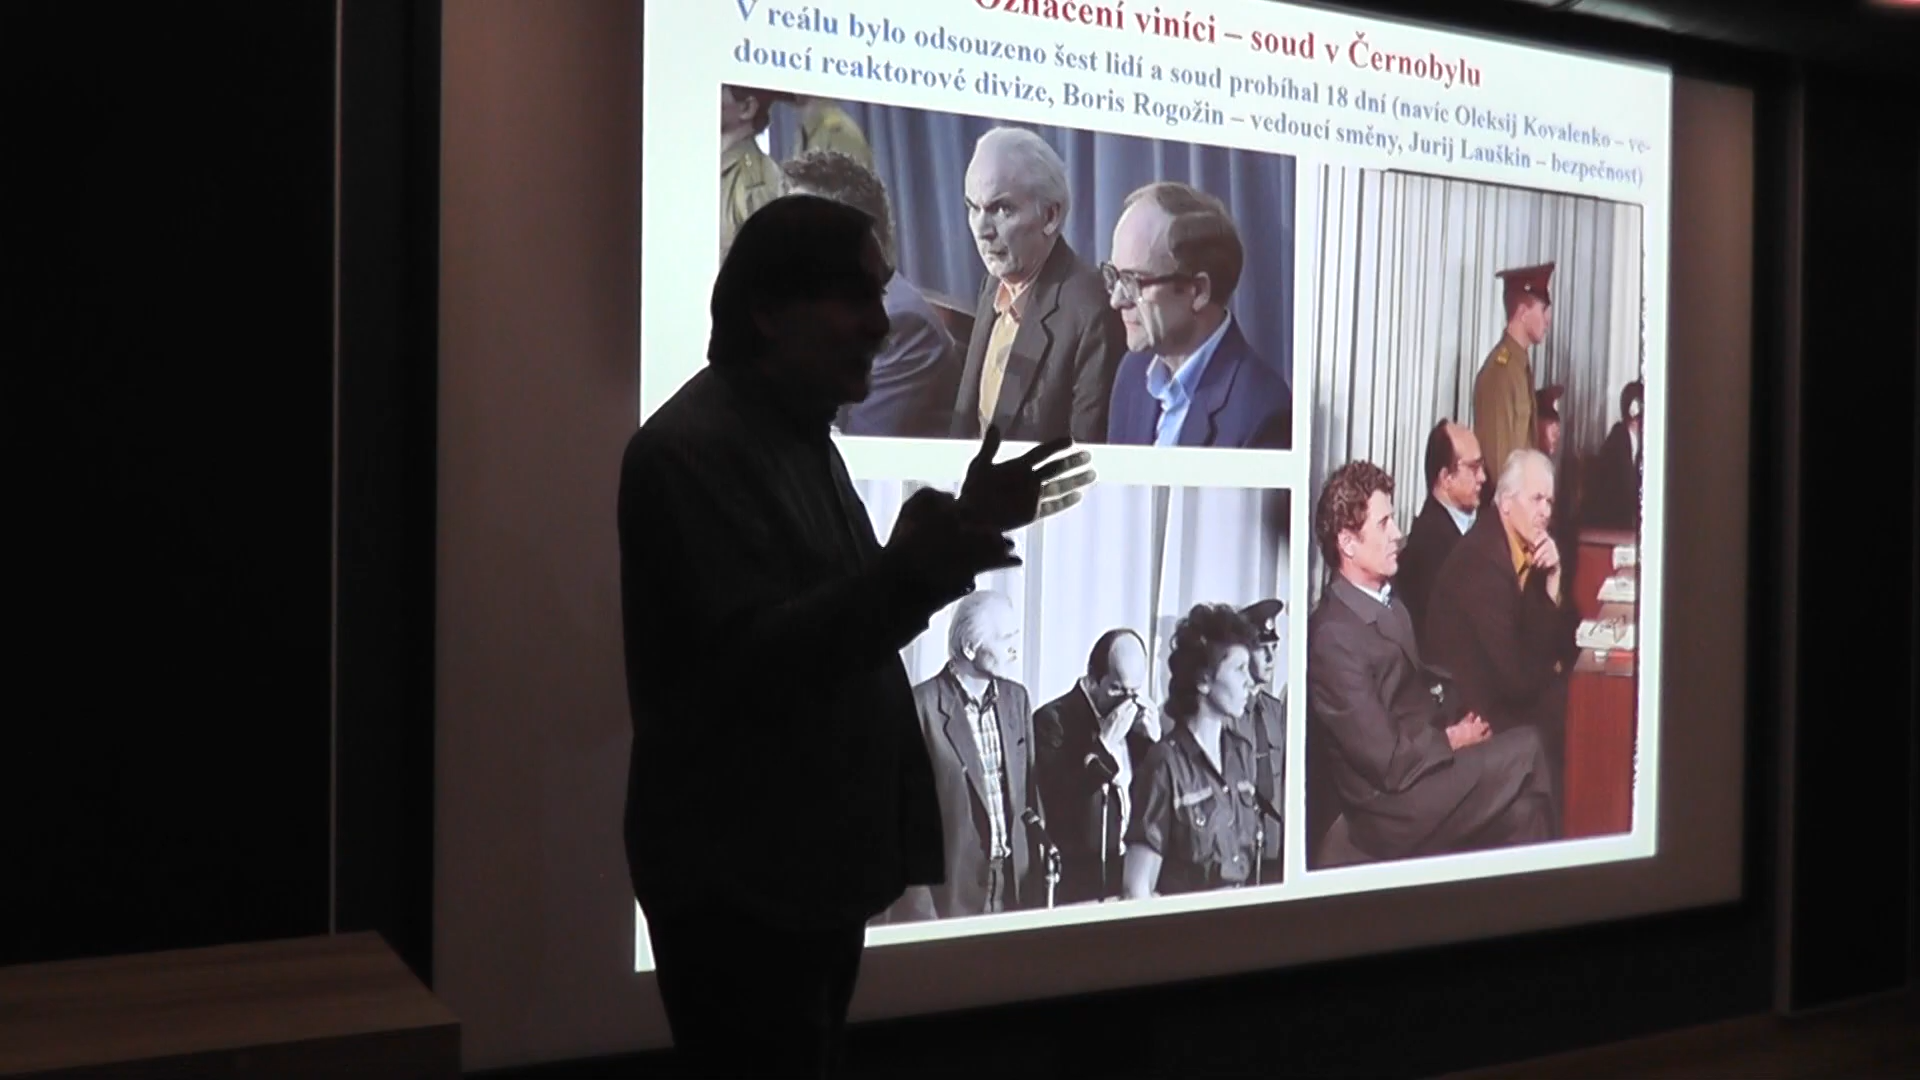 Označení viníci – soud v Černobylu
V reálu bylo odsouzeno šest lidí a soud probíhal 18 dní (navíc Oleksij Kovalenko – ve-
doucí reaktorové divize, Boris Rogožin – vedoucí směny, Jurij Lauškin – bezpečnost)